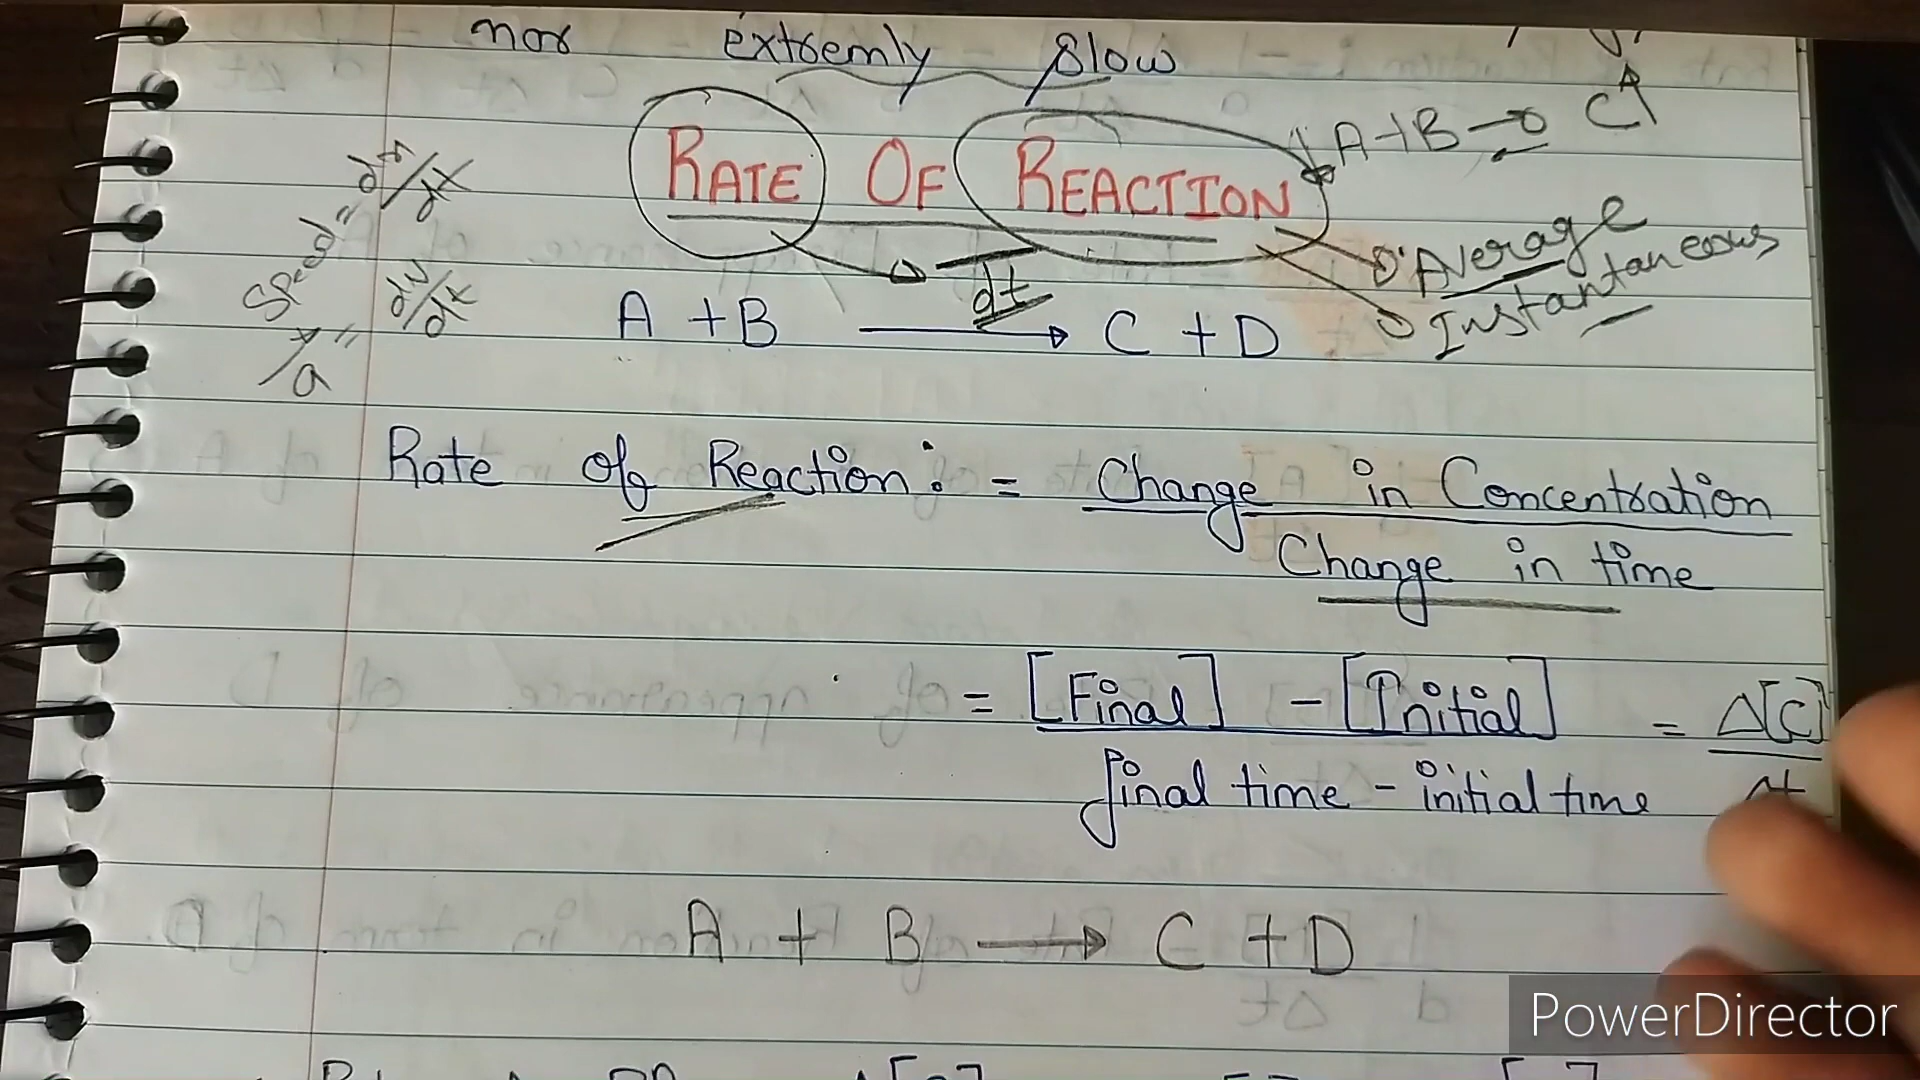 nor extremly slow
A+B → C
RATE OF REACTION
Speed = dx/dt
a = dv/dt
Average
Instantaneous
dt
A + B → C + D
Rate of Reaction: = Change in Concentration
Change in time
= [Final] - [Initial] = Δ[C]
final time - initial time Δt
A + B → C + D
PowerDirector